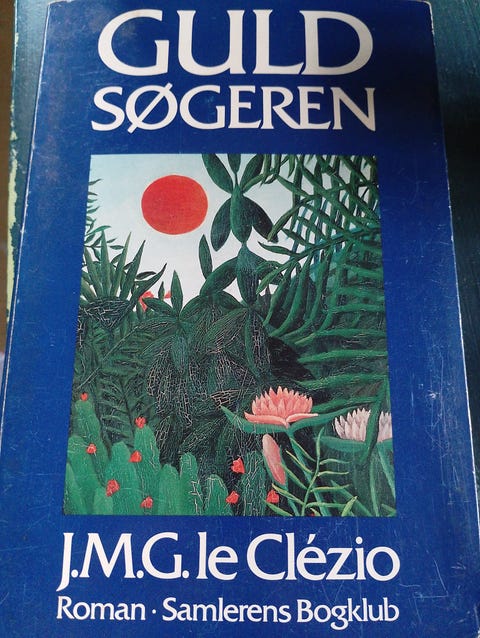 GULD
SØGEREN
J.M.G. le Clézio
Roman · Samlerens Bogklub